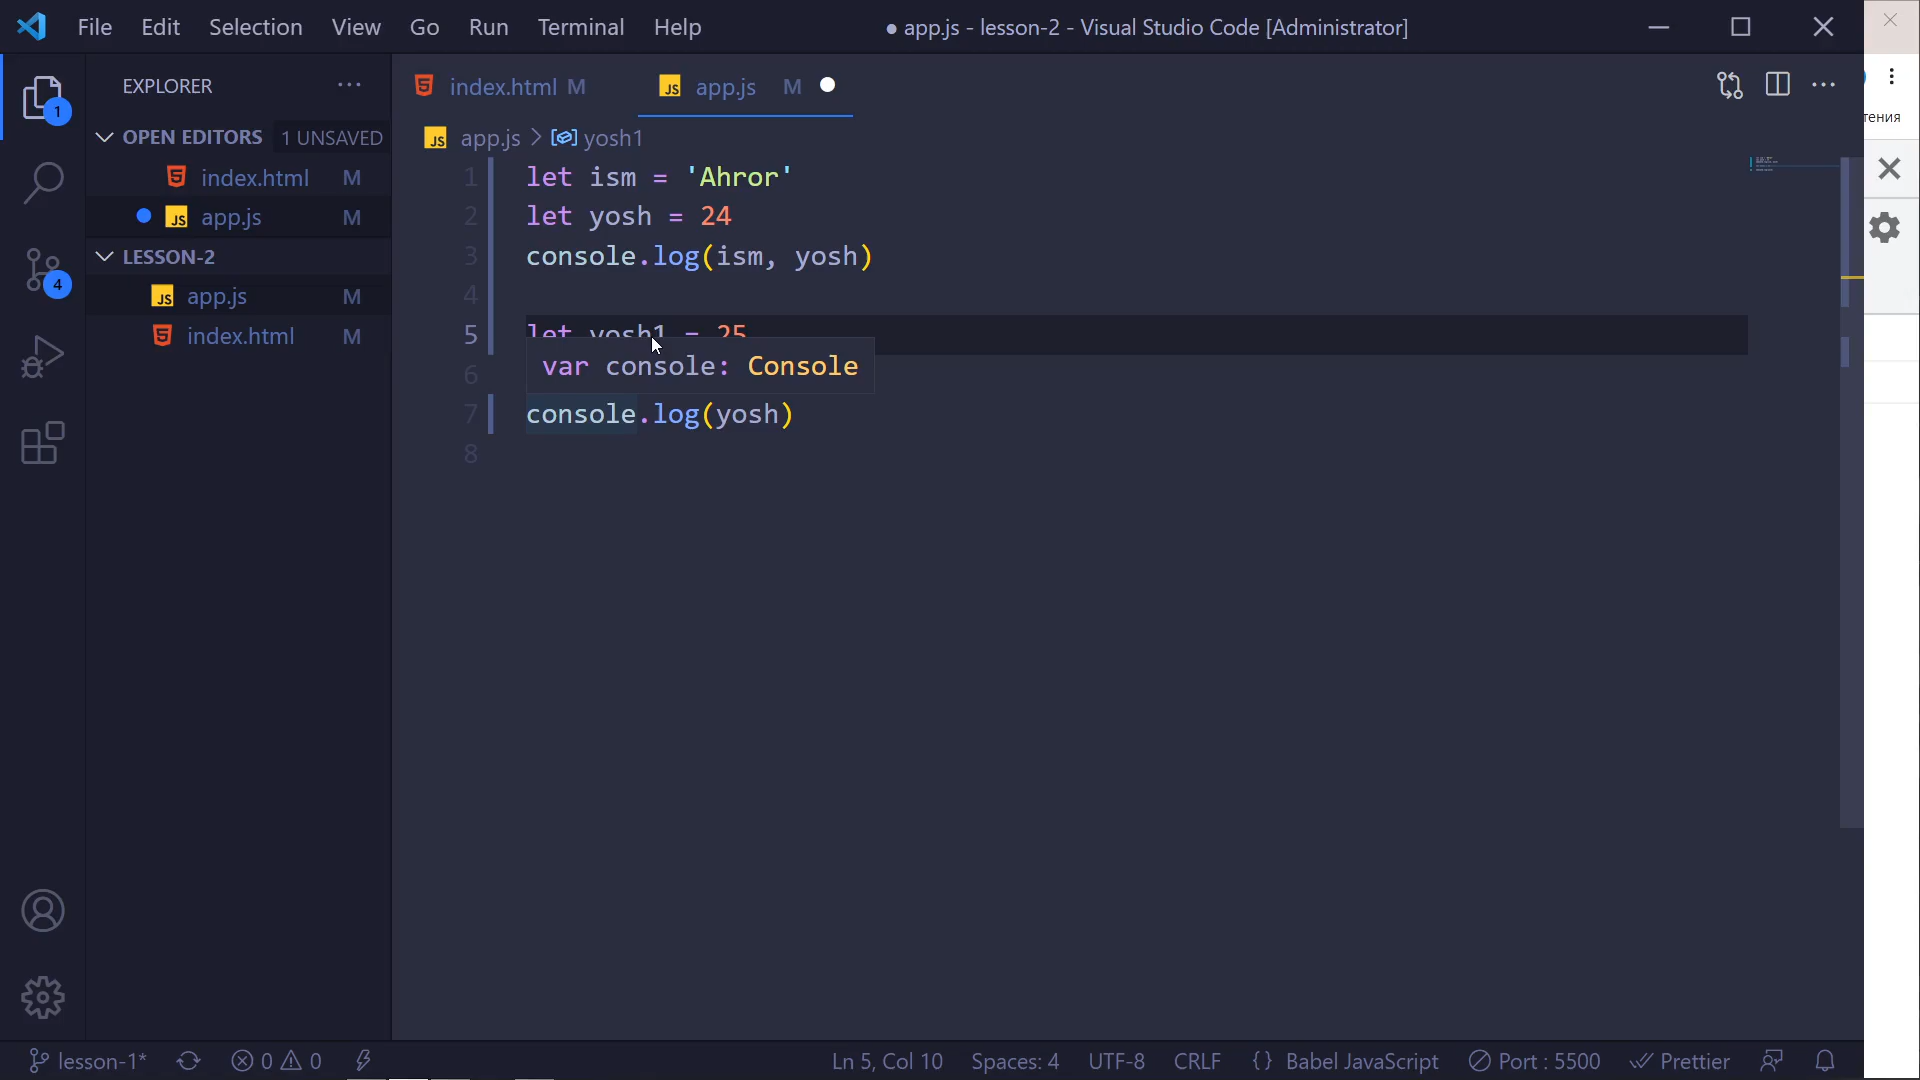 File Edit Selection View Go Run Terminal Help
● app.js - lesson-2 - Visual Studio Code [Administrator]
EXPLORER
OPEN EDITORS 1 UNSAVED
index.html M
app.js M
LESSON-2
app.js M
index.html M
1
4
index.html M
app.js M
app.js > yosh1
1 let ism = 'Ahror'
2 let yosh = 24
3 console.log(ism, yosh)
4
5 let yosh1 = 25
var console: Console
6
7 console.log(yosh)
8
тения
lesson-1* 0 0 Ln 5, Col 10 Spaces: 4 UTF-8 CRLF {} Babel JavaScript Port : 5500 Prettier